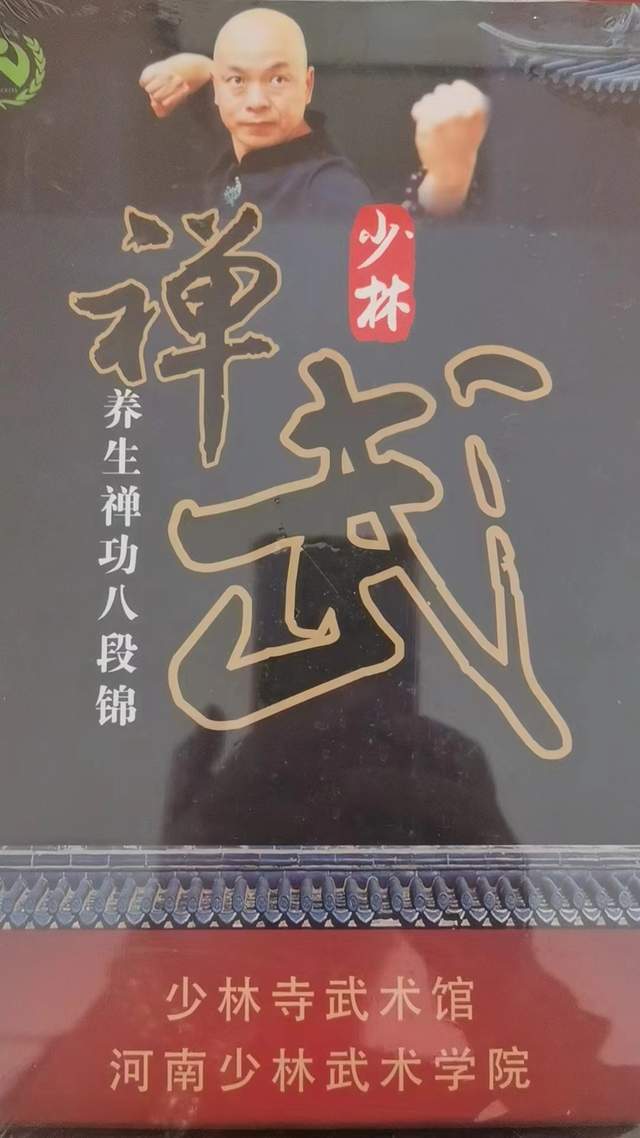 少林
禅武
养生禅功八段锦
少林寺武术馆
河南少林武术学院